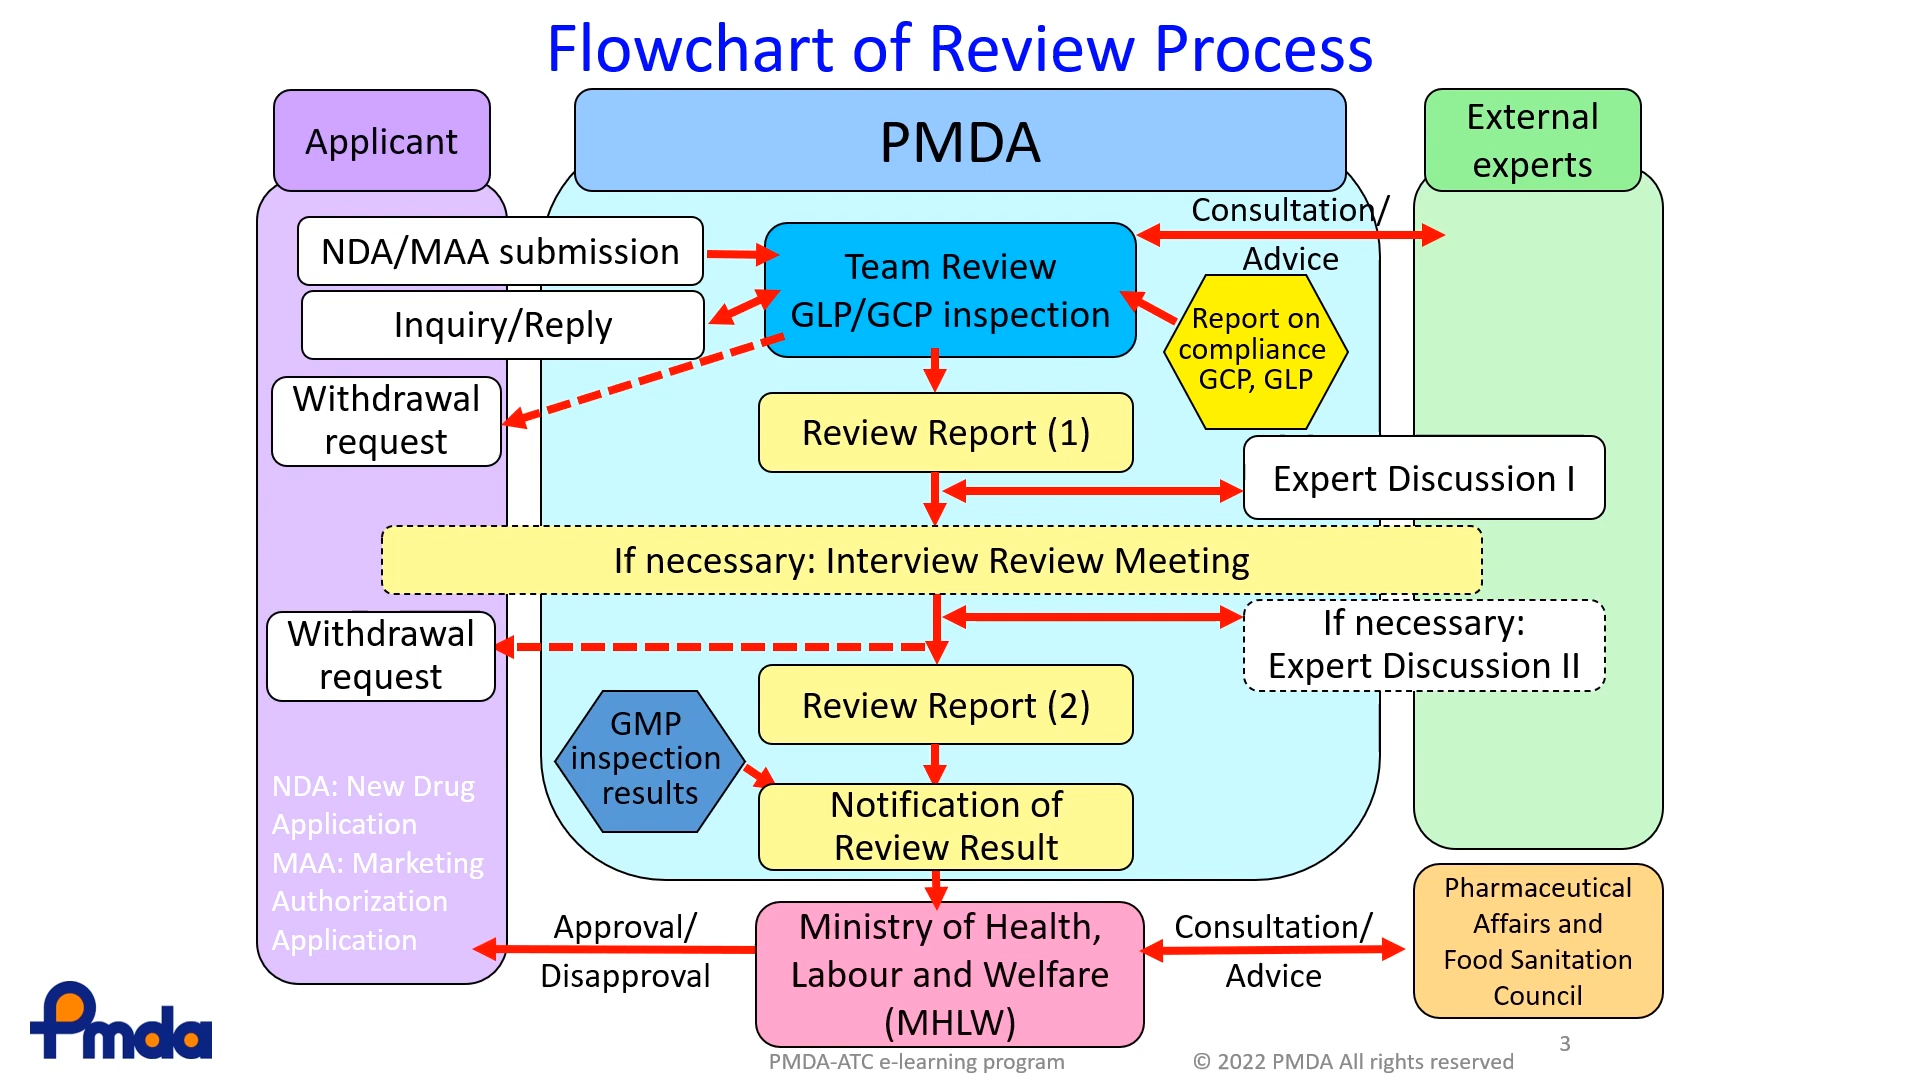 Flowchart of Review Process
Applicant
PMDA
External
experts
NDA/MAA submission
Inquiry/Reply
Withdrawal
request
Team Review
GLP/GCP inspection
Consultation/
Advice
Report on
compliance
GCP, GLP
Review Report (1)
Expert Discussion I
If necessary: Interview Review Meeting
Withdrawal
request
If necessary:
Expert Discussion II
Review Report (2)
GMP
inspection
results
Notification of
Review Result
NDA: New Drug
Application
MAA: Marketing
Authorization
Application
Approval/
Disapproval
Ministry of Health,
Labour and Welfare
(MHLW)
Consultation/
Advice
Pharmaceutical
Affairs and
Food Sanitation
Council
Pmda
PMDA-ATC e-learning program
© 2022 PMDA All rights reserved
3